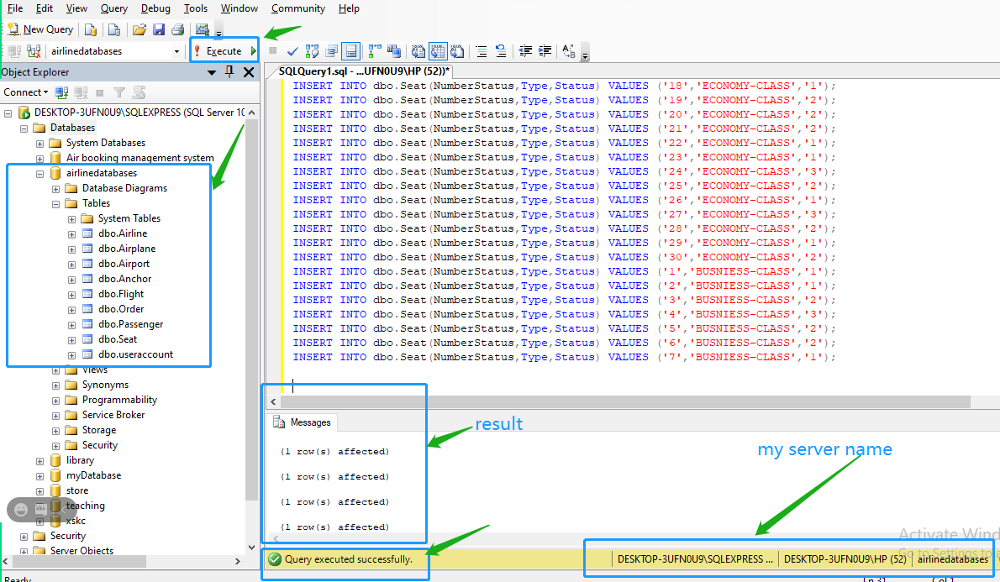 File Edit View Query Debug Tools Window Community Help
New Query
airlinedatabases Execute
Object Explorer
Connect
DESKTOP-3UFN0U9\SQLEXPRESS (SQL Server 10
Databases
System Databases
Air booking management system
airlinedatabases
Database Diagrams
Tables
System Tables
dbo.Airline
dbo.Airplane
dbo.Airport
dbo.Anchor
dbo.Flight
dbo.Order
dbo.Passenger
dbo.Seat
dbo.useraccount
Views
Synonyms
Programmability
Service Broker
Storage
Security
library
myDatabase
store
teaching
xskc
Security
Server Objects
Ready
SQLQuery1.sql - ...UFN0U9\HP (52))*
INSERT INTO dbo.Seat(NumberStatus,Type,Status) VALUES ('18','ECONOMY-CLASS','1');
INSERT INTO dbo.Seat(NumberStatus,Type,Status) VALUES ('19','ECONOMY-CLASS','2');
INSERT INTO dbo.Seat(NumberStatus,Type,Status) VALUES ('20','ECONOMY-CLASS','2');
INSERT INTO dbo.Seat(NumberStatus,Type,Status) VALUES ('21','ECONOMY-CLASS','2');
INSERT INTO dbo.Seat(NumberStatus,Type,Status) VALUES ('22','ECONOMY-CLASS','1');
INSERT INTO dbo.Seat(NumberStatus,Type,Status) VALUES ('23','ECONOMY-CLASS','1');
INSERT INTO dbo.Seat(NumberStatus,Type,Status) VALUES ('24','ECONOMY-CLASS','3');
INSERT INTO dbo.Seat(NumberStatus,Type,Status) VALUES ('25','ECONOMY-CLASS','2');
INSERT INTO dbo.Seat(NumberStatus,Type,Status) VALUES ('26','ECONOMY-CLASS','1');
INSERT INTO dbo.Seat(NumberStatus,Type,Status) VALUES ('27','ECONOMY-CLASS','3');
INSERT INTO dbo.Seat(NumberStatus,Type,Status) VALUES ('28','ECONOMY-CLASS','2');
INSERT INTO dbo.Seat(NumberStatus,Type,Status) VALUES ('29','ECONOMY-CLASS','1');
INSERT INTO dbo.Seat(NumberStatus,Type,Status) VALUES ('30','ECONOMY-CLASS','2');
INSERT INTO dbo.Seat(NumberStatus,Type,Status) VALUES ('1','BUSNIESS-CLASS','1');
INSERT INTO dbo.Seat(NumberStatus,Type,Status) VALUES ('2','BUSNIESS-CLASS','1');
INSERT INTO dbo.Seat(NumberStatus,Type,Status) VALUES ('3','BUSNIESS-CLASS','2');
INSERT INTO dbo.Seat(NumberStatus,Type,Status) VALUES ('4','BUSNIESS-CLASS','3');
INSERT INTO dbo.Seat(NumberStatus,Type,Status) VALUES ('5','BUSNIESS-CLASS','2');
INSERT INTO dbo.Seat(NumberStatus,Type,Status) VALUES ('6','BUSNIESS-CLASS','2');
INSERT INTO dbo.Seat(NumberStatus,Type,Status) VALUES ('7','BUSNIESS-CLASS','1');
Messages
result
(1 row(s) affected)
(1 row(s) affected)
(1 row(s) affected)
(1 row(s) affected)
my server name
Activate Wind
Go to Settings to a
Query executed successfully. DESKTOP-3UFN0U9\SQLEXPRESS ... DESKTOP-3UFN0U9\HP (52) airlinedatabases
Ln 31 Col 1